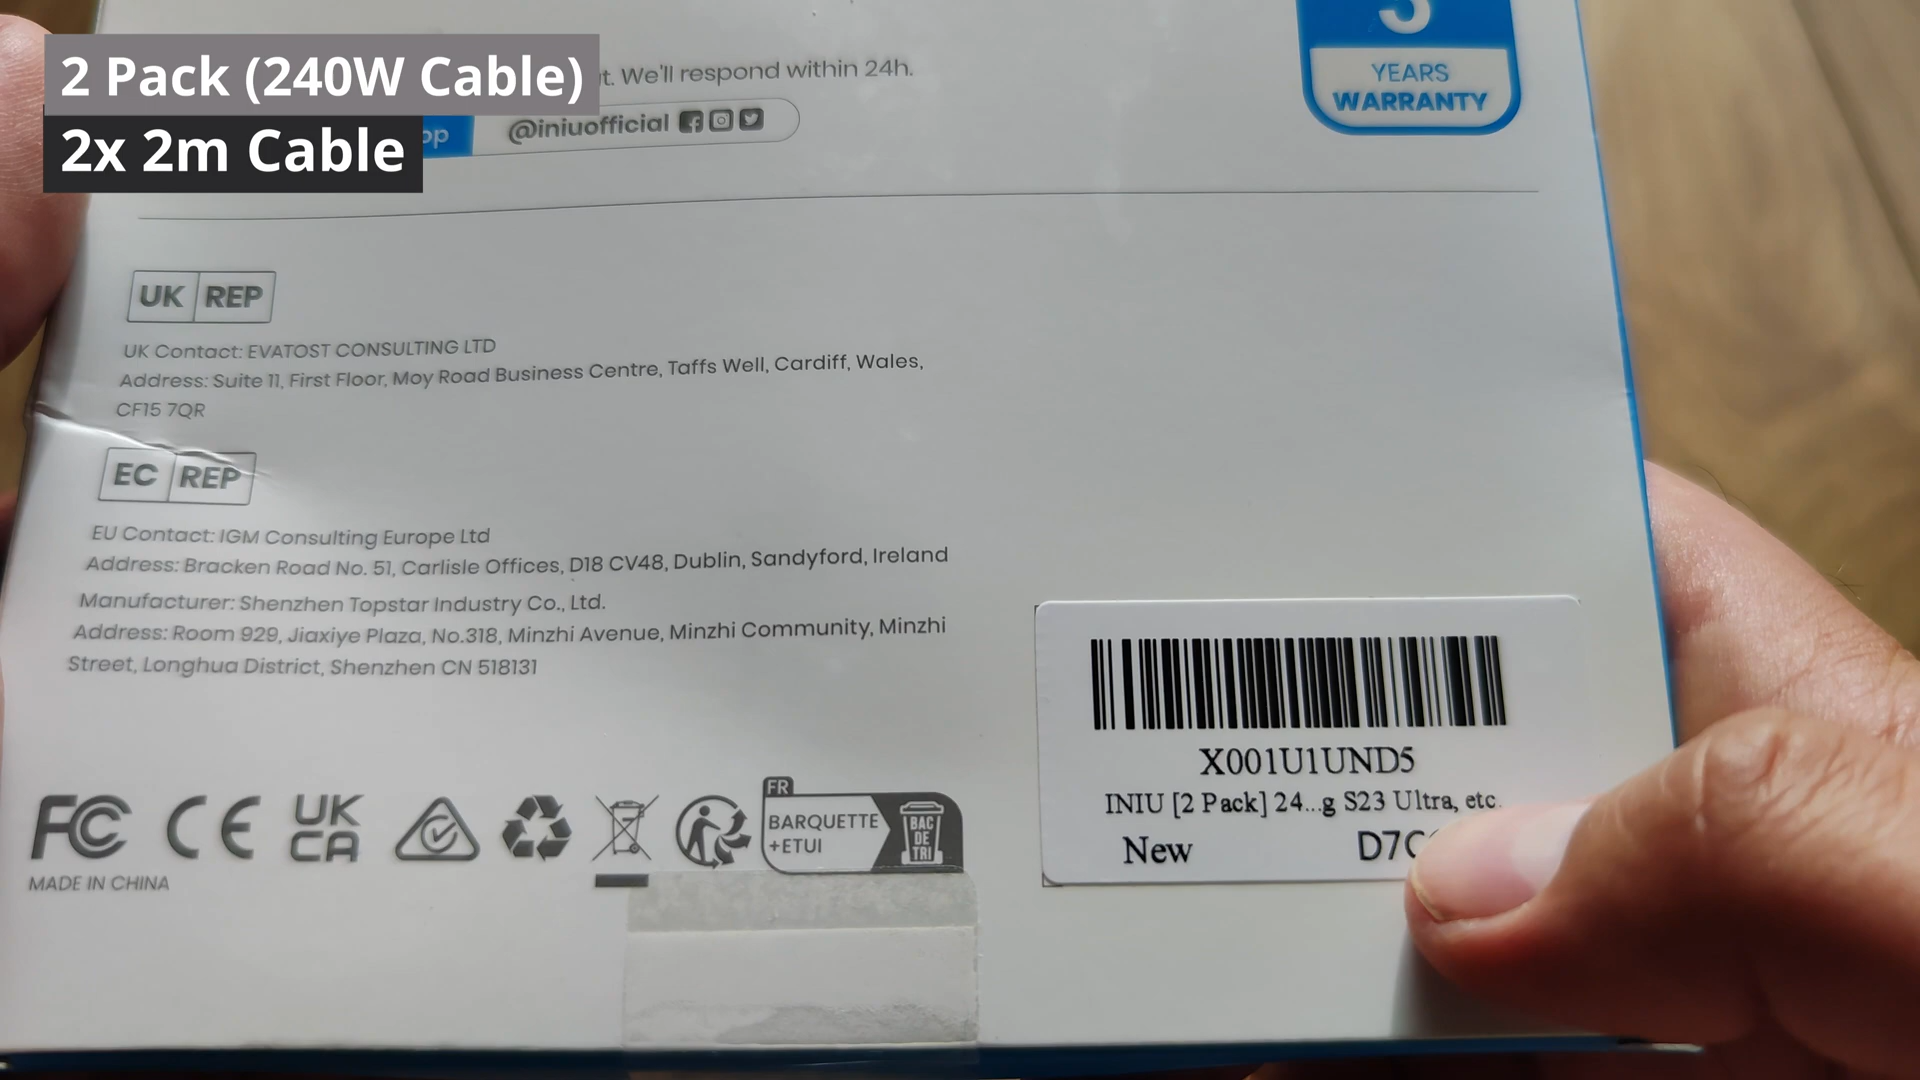 2 Pack (240W Cable)
2x 2m Cable
We'll respond within 24h.
@iniuofficial
YEARS
WARRANTY
UK REP
UK Contact: EVATOST CONSULTING LTD
Address: Suite 11, First Floor, Moy Road Business Centre, Taffs Well, Cardiff, Wales,
CF15 7QR
EC REP
EU Contact: IGM Consulting Europe Ltd
Address: Bracken Road No. 51, Carlisle Offices, D18 CV48, Dublin, Sandyford, Ireland
Manufacturer: Shenzhen Topstar Industry Co., Ltd.
Address: Room 929, Jiaxiye Plaza, No.318, Minzhi Avenue, Minzhi Community, Minzhi
Street, Longhua District, Shenzhen CN 518131
FC CE UK
CA
FR
BARQUETTE
+ETUI
BAC
DE
TRI
MADE IN CHINA
X001U1UND5
INIU [2 Pack] 24...g S23 Ultra, etc.
New